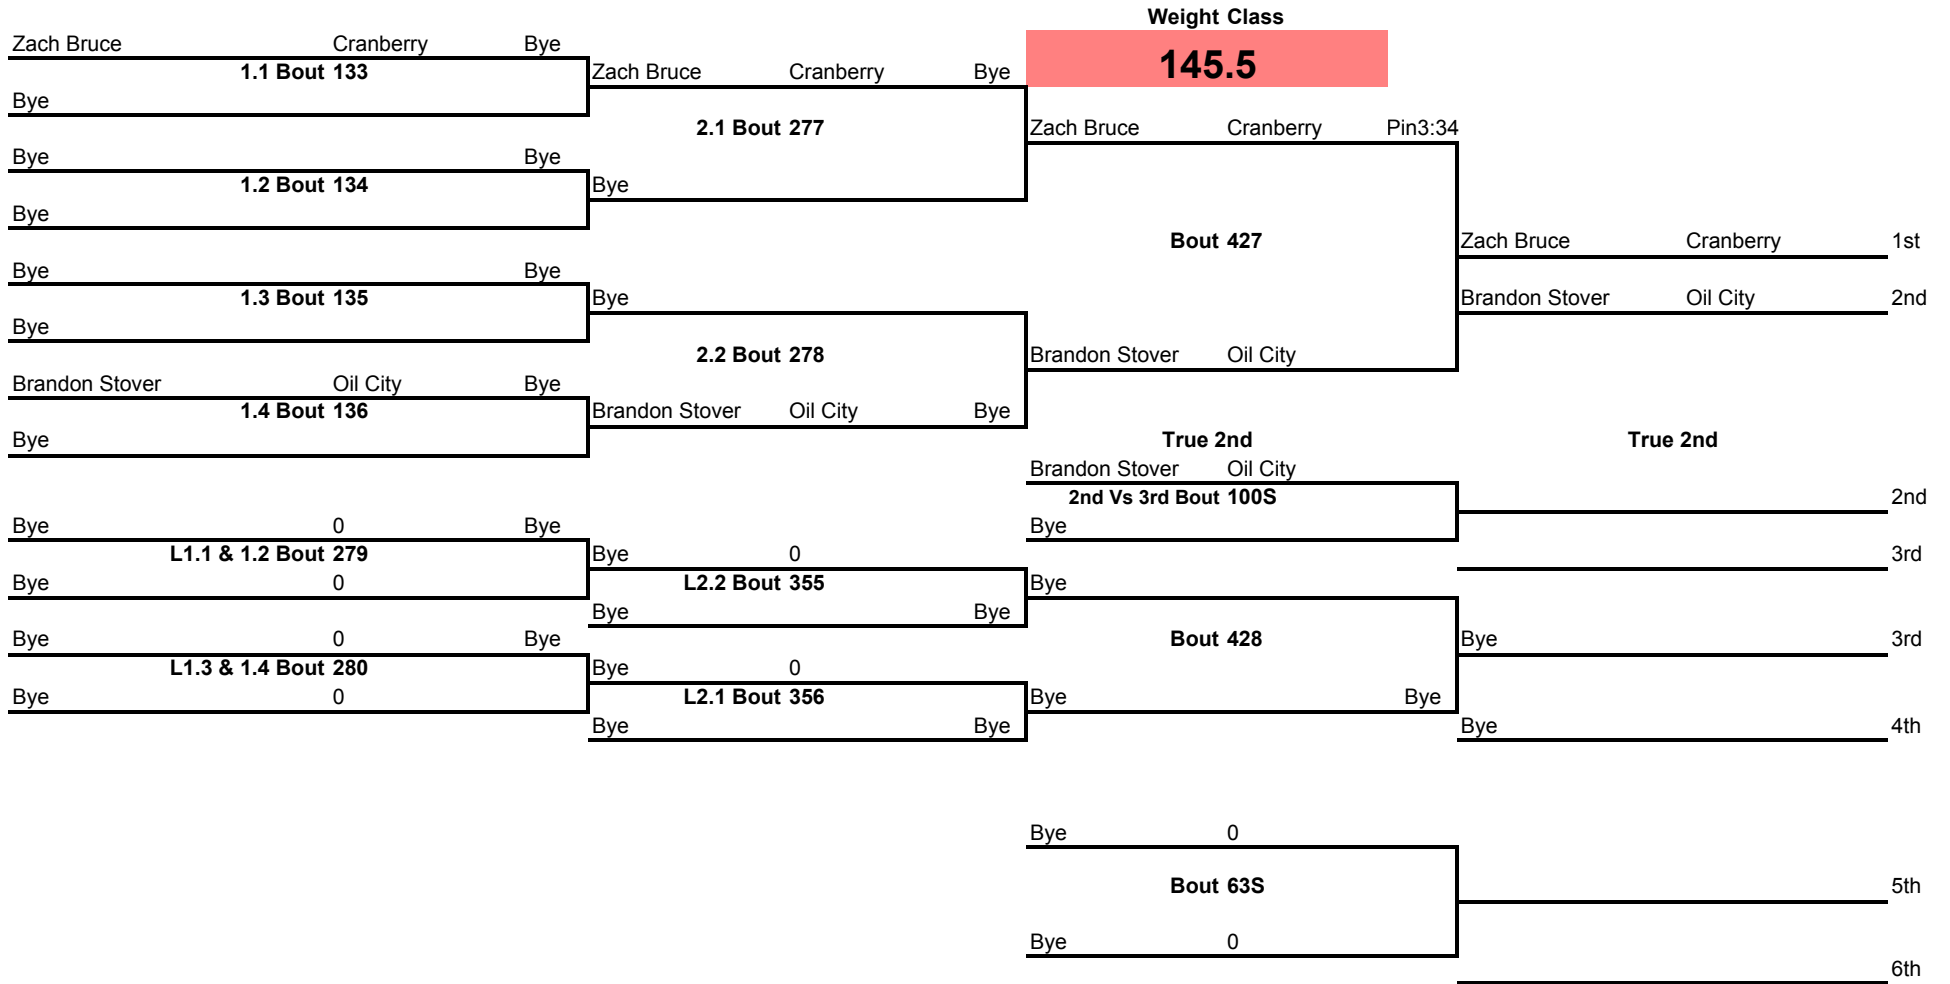 Weight Class
Zach Bruce Cranberry Bye
145.5
1.1 Bout 133 Zach Bruce Cranberry Bye
Bye
2.1 Bout 277 Zach Bruce Cranberry Pin3:34
Bye Bye
1.2 Bout 134 Bye
Bye
Bout 427 Zach Bruce Cranberry 1st
Bye Bye
1.3 Bout 135 Bye Brandon Stover Oil City 2nd
Bye
2.2 Bout 278 Brandon Stover Oil City
Brandon Stover Oil City Bye
1.4 Bout 136 Brandon Stover Oil City Bye
Bye True 2nd True 2nd
Brandon Stover Oil City
2nd Vs 3rd Bout 100S 2nd
Bye 0 Bye Bye
L1.1 & 1.2 Bout 279 Bye 0 3rd
Bye 0 L2.2 Bout 355 Bye
Bye Bye
Bye 0 Bye Bout 428 Bye 3rd
L1.3 & 1.4 Bout 280 Bye 0
Bye 0 L2.1 Bout 356 Bye Bye
Bye Bye Bye 4th
Bye 0
Bout 63S 5th
Bye 0
6th